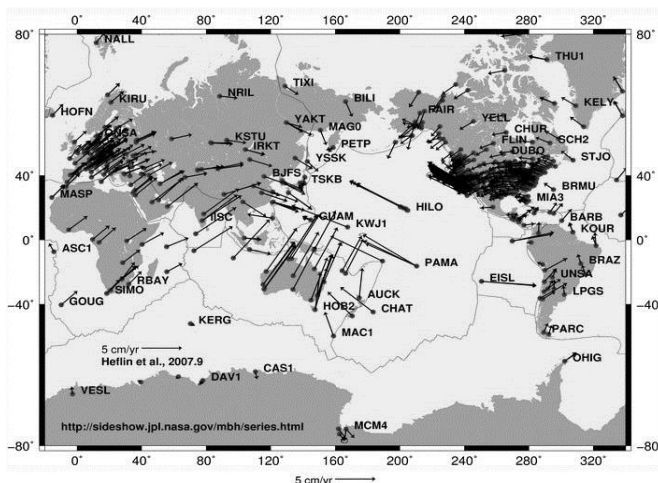 80°
80°
NALL
THU1
TIXI
BILI
HOFN
KIRU
NRIL
FAIR
KELY
YAKT
MAG0
YELL
CHUR
SCH2
KSTU
PETP
FLIN
IRKT
DUBO
STJO
YSSK
BJFS
TSKB
40°
40°
MASP
BRMU
MIA3
IISC
GUAM
HILO
BARB
KWJ1
KOUR
0°
0°
ASC1
PAMA
BRAZ
EISL
UNSA
RBAY
SIMO
LPGS
GOUG
HOB2
AUCK
CHAT
-40°
-40°
KERG
MAC1
PARC
5 cm/yr
Heflin et al., 2007.9
OHIG
CAS1
DAV1
VESL
http://sideshow.jpl.nasa.gov/mbh/series.html
MCM4
-80°
-80°
0° 40° 80° 120° 160° 200° 240° 280° 320°
5 cm/yr